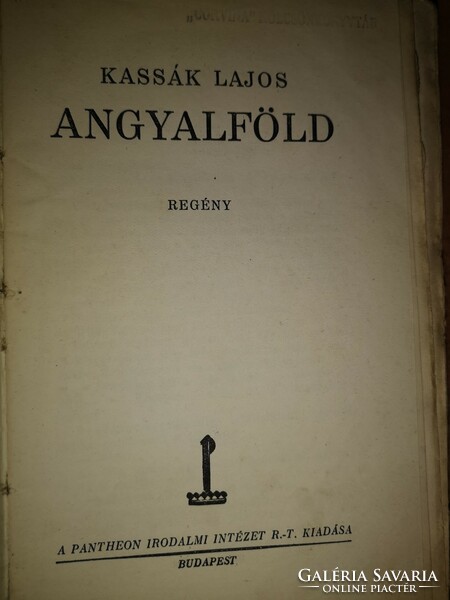 KASSÁK LAJOS
ANGYALFÖLD
REGÉNY
A PANTHEON IRODALMI INTÉZET R.-T. KIADÁSA
BUDAPEST
GALÉRIA SAVARIA
ONLINE PIACTÉR